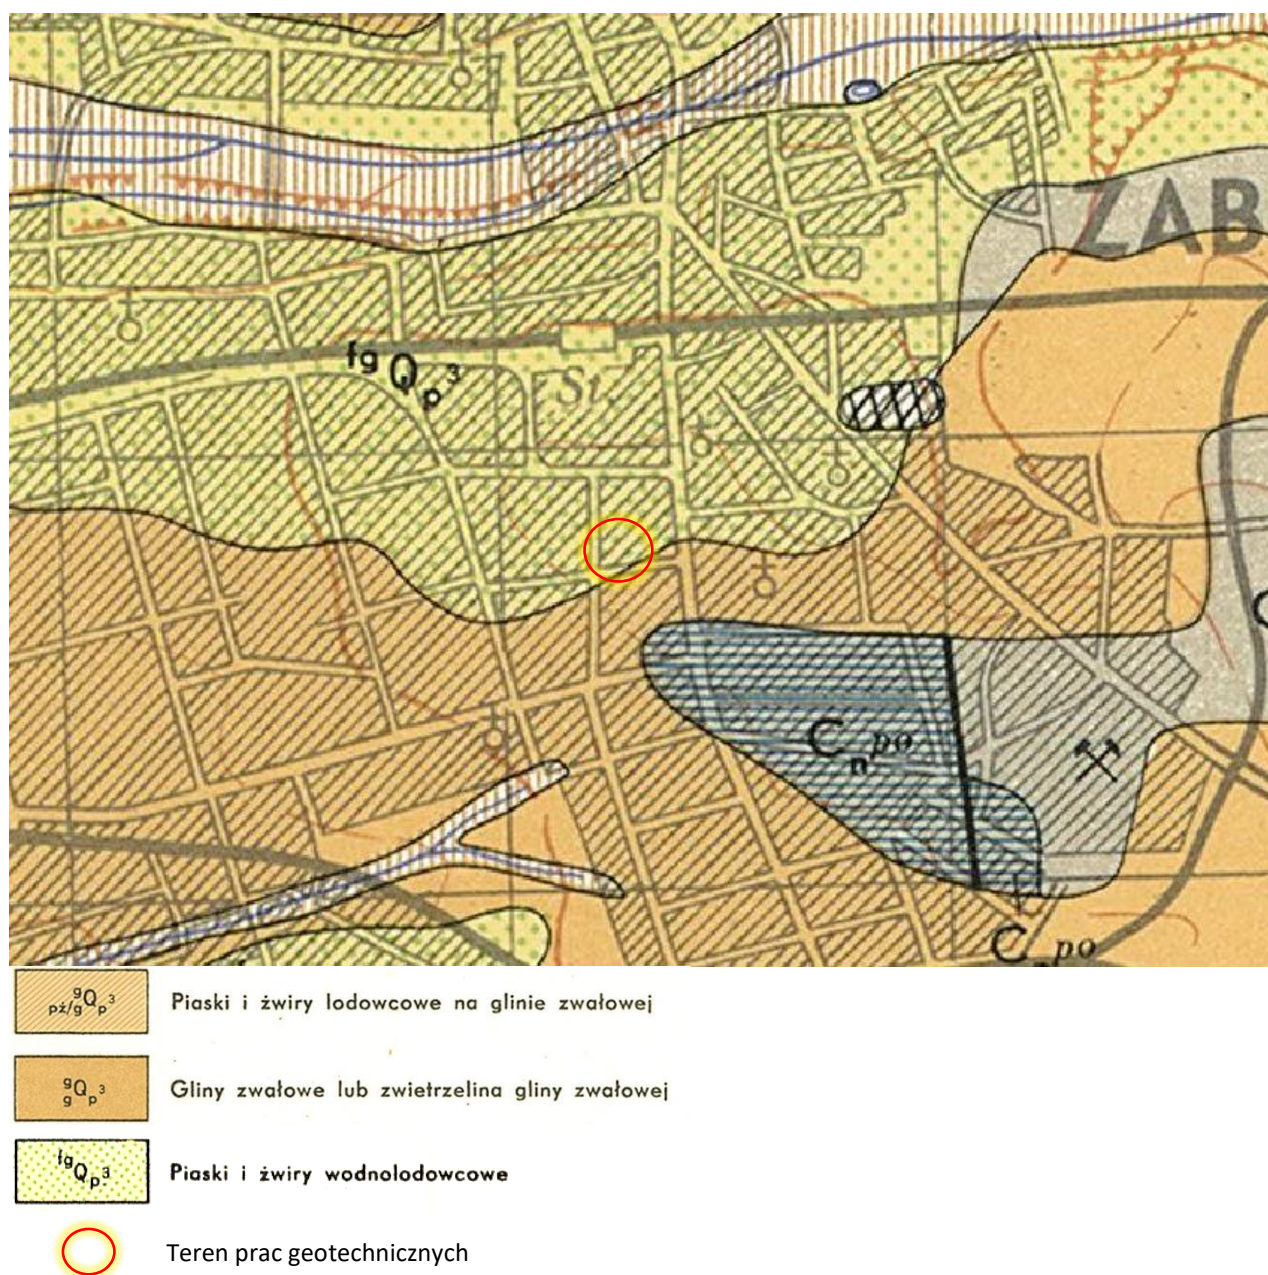 ZAB
fgQp3
St.
Cnpo
C
Cnpo
gpż/gQp3 Piaski i żwiry lodowcowe na glinie zwałowej
ggQp3 Gliny zwałowe lub zwietrzelina gliny zwałowej
fgQp3 Piaski i żwiry wodnolodowcowe
Teren prac geotechnicznych